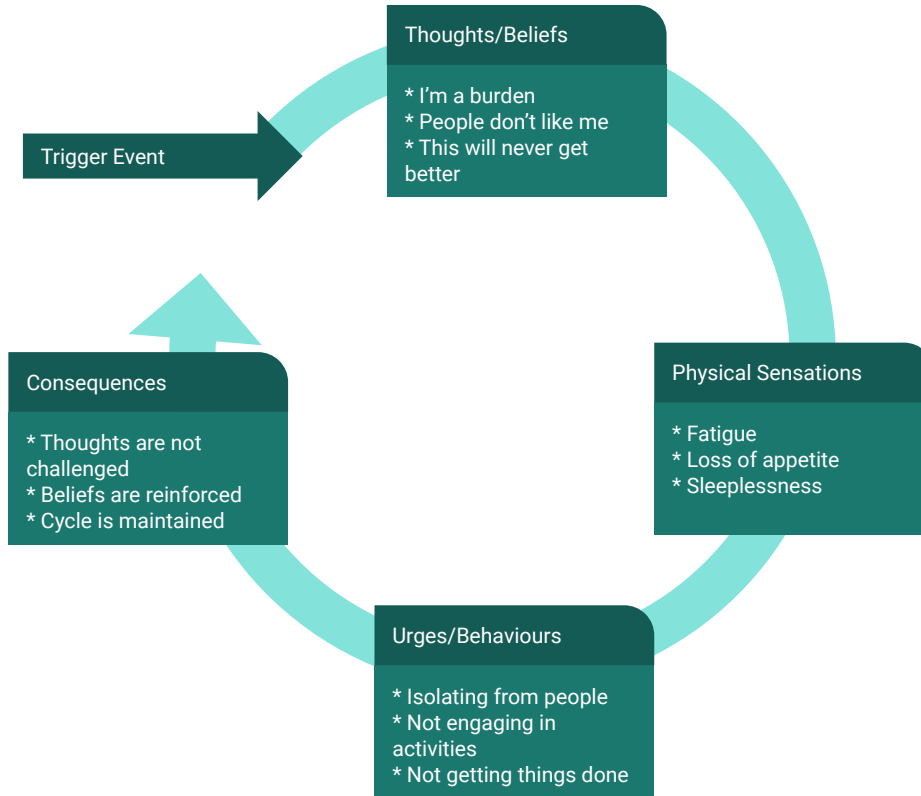 Thoughts/Beliefs
* I'm a burden
* People don't like me
* This will never get
better
Trigger Event
Physical Sensations
* Fatigue
* Loss of appetite
* Sleeplessness
Urges/Behaviours
* Isolating from people
* Not engaging in
activities
* Not getting things done
Consequences
* Thoughts are not
challenged
* Beliefs are reinforced
* Cycle is maintained